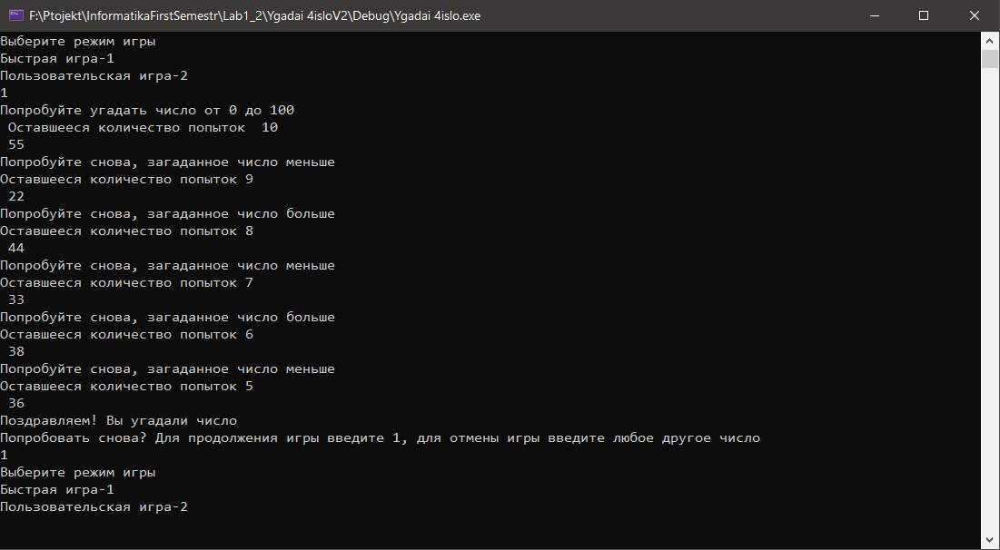 F:\Ptojekt\InformatikaFirstSemestr\Lab1_2\Ygadai 4isloV2\Debug\Ygadai 4islo.exe
Выберите режим игры
Быстрая игра-1
Пользовательская игра-2
1
Попробуйте угадать число от 0 до 100
 Оставшееся количество попыток  10
 55
Попробуйте снова, загаданное число меньше
Оставшееся количество попыток 9
 22
Попробуйте снова, загаданное число больше
Оставшееся количество попыток 8
 44
Попробуйте снова, загаданное число меньше
Оставшееся количество попыток 7
 33
Попробуйте снова, загаданное число больше
Оставшееся количество попыток 6
 38
Попробуйте снова, загаданное число меньше
Оставшееся количество попыток 5
 36
Поздравляем! Вы угадали число
Попробовать снова? Для продолжения игры введите 1, для отмены игры введите любое другое число
1
Выберите режим игры
Быстрая игра-1
Пользовательская игра-2